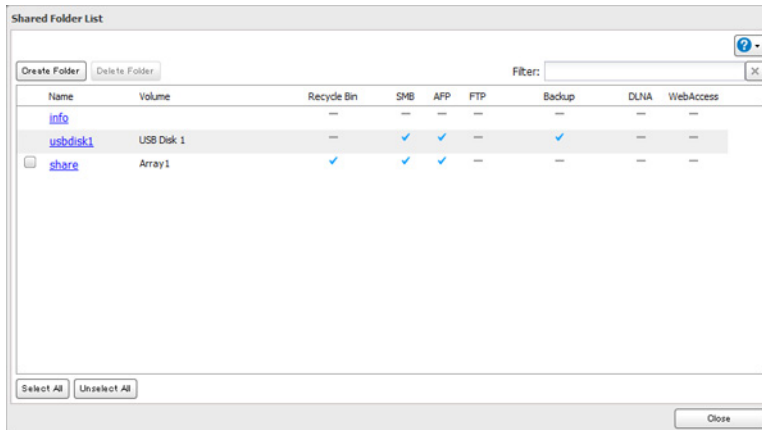 Shared Folder List
Create Folder Delete Folder Filter:
Name Volume Recycle Bin SMB AFP FTP Backup DLNA WebAccess
info
usbdisk1 USB Disk 1
share Array1
Select All Unselect All
Close